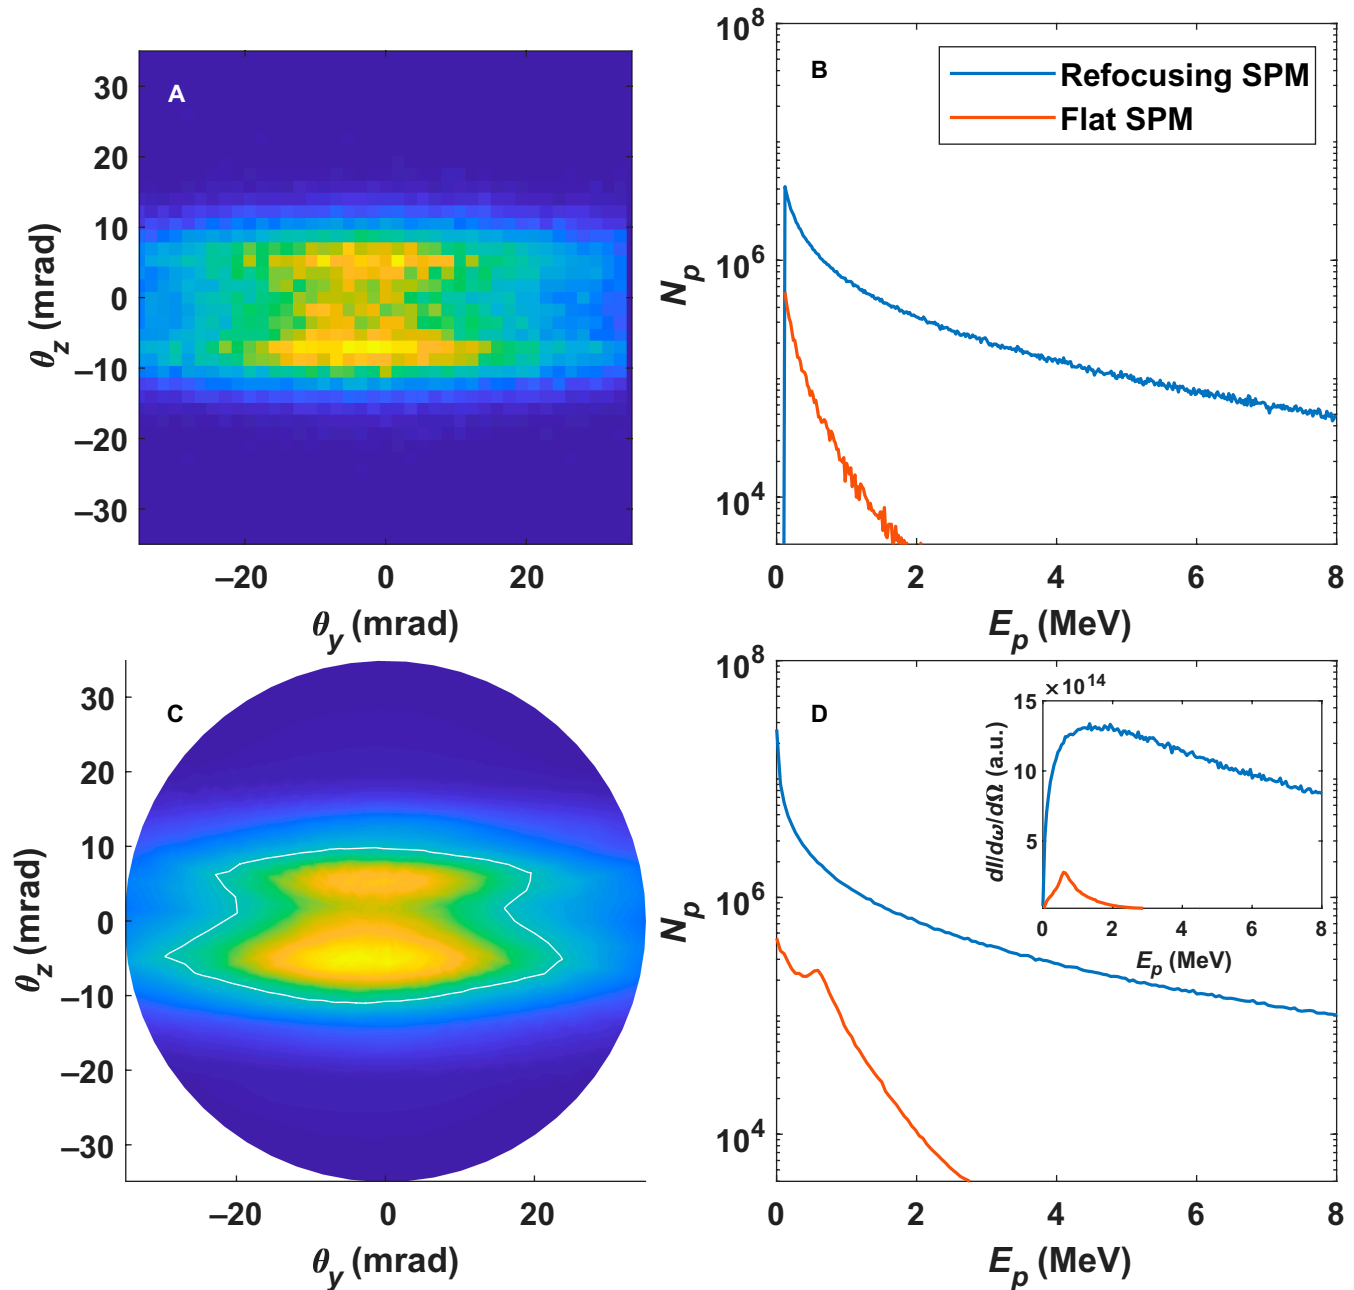 A
30
20
10
0
–10
–20
–30
θz (mrad)
–20 0 20
θy (mrad)
B
Refocusing SPM
Flat SPM
10^8
10^6
10^4
Np
0 2 4 6 8
Ep (MeV)
C
30
20
10
0
–10
–20
–30
θz (mrad)
–20 0 20
θy (mrad)
D
10^8
10^6
10^4
Np
0 2 4 6 8
Ep (MeV)
×10^14
15
10
5
dI/dω/dΩ (a.u.)
0 2 4 6 8
Ep (MeV)